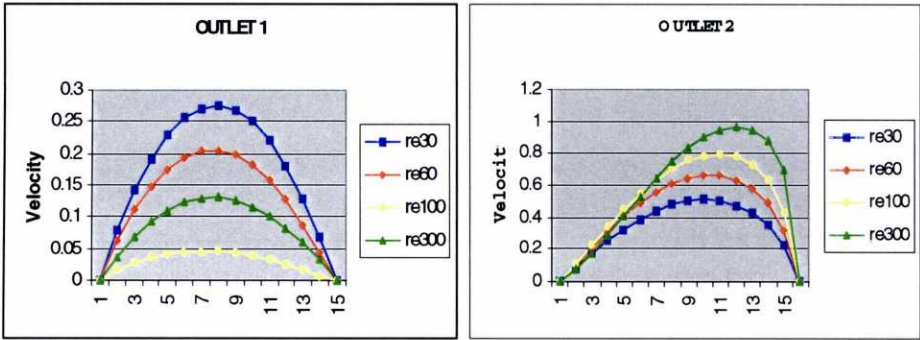 OUTLET 1
Velocity
0.3
0.25
0.2
0.15
0.1
0.05
0
1 3 5 7 9 11 13 15
re30
re60
re100
re300
OUTLET 2
Velocit
1.2
1
0.8
0.6
0.4
0.2
0
1 3 5 7 9 11 13 15
re30
re60
re100
re300